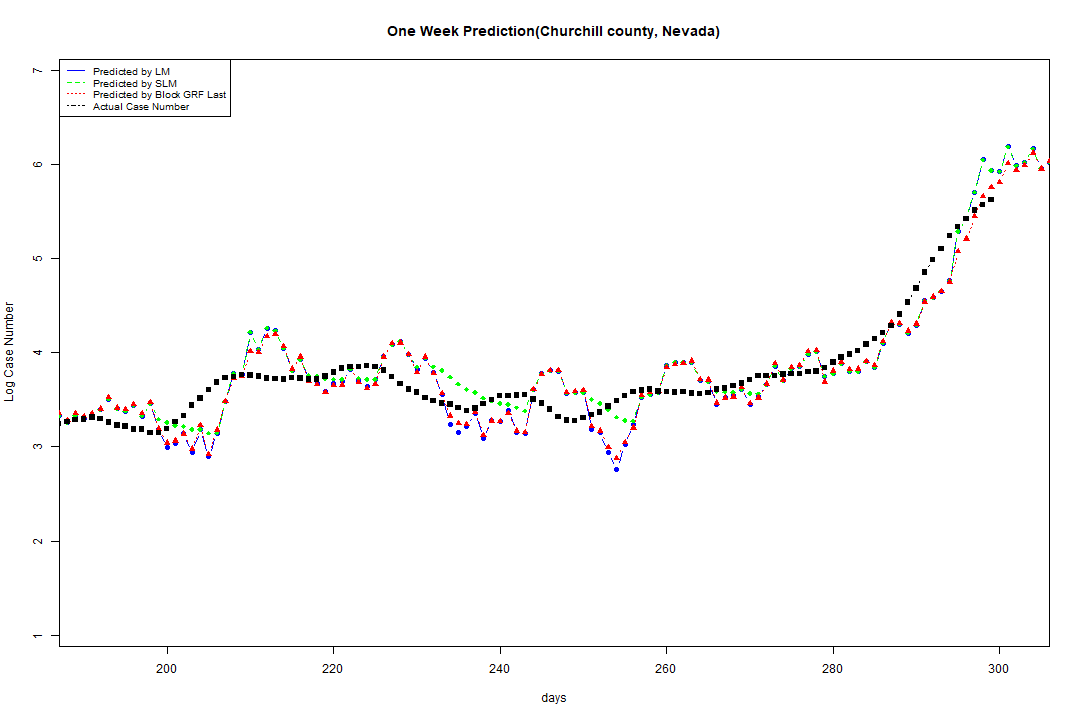 One Week Prediction(Churchill county, Nevada)
Predicted by LM
Predicted by SLM
Predicted by Block GRF Last
Actual Case Number
7
6
5
4
3
2
1
Log Case Number
200 220 240 260 280 300
days